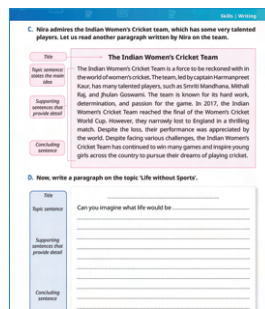 Skills | Writing
C. Nira admires the Indian Women's Cricket team, which has some very talented
players. Let us read another paragraph written by Nira on the team.
Title
The Indian Women's Cricket Team
Topic sentence
states the main
idea
The Indian Women's Cricket Team is a force to be reckoned with in
the world of women's cricket. The team, led by captain Harmanpreet
Kaur, has many talented players, such as Smriti Mandhana, Mithali
Raj, and Jhulan Goswami. The team is known for its hard work,
determination, and passion for the game. In 2017, the Indian
Women's Cricket Team reached the final of the Women's Cricket
World Cup. However, they narrowly lost to England in a thrilling
match. Despite the loss, their performance was appreciated by
the world. Despite facing various challenges, the Indian Women's
Cricket Team has continued to win many games and inspire young
girls across the country to pursue their dreams of playing cricket.
Supporting
sentences that
provide detail
Concluding
sentence
D. Now, write a paragraph on the topic 'Life without Sports'.
Title
Topic sentence
Can you imagine what life would be
Supporting
sentences that
provide detail
Concluding
sentence